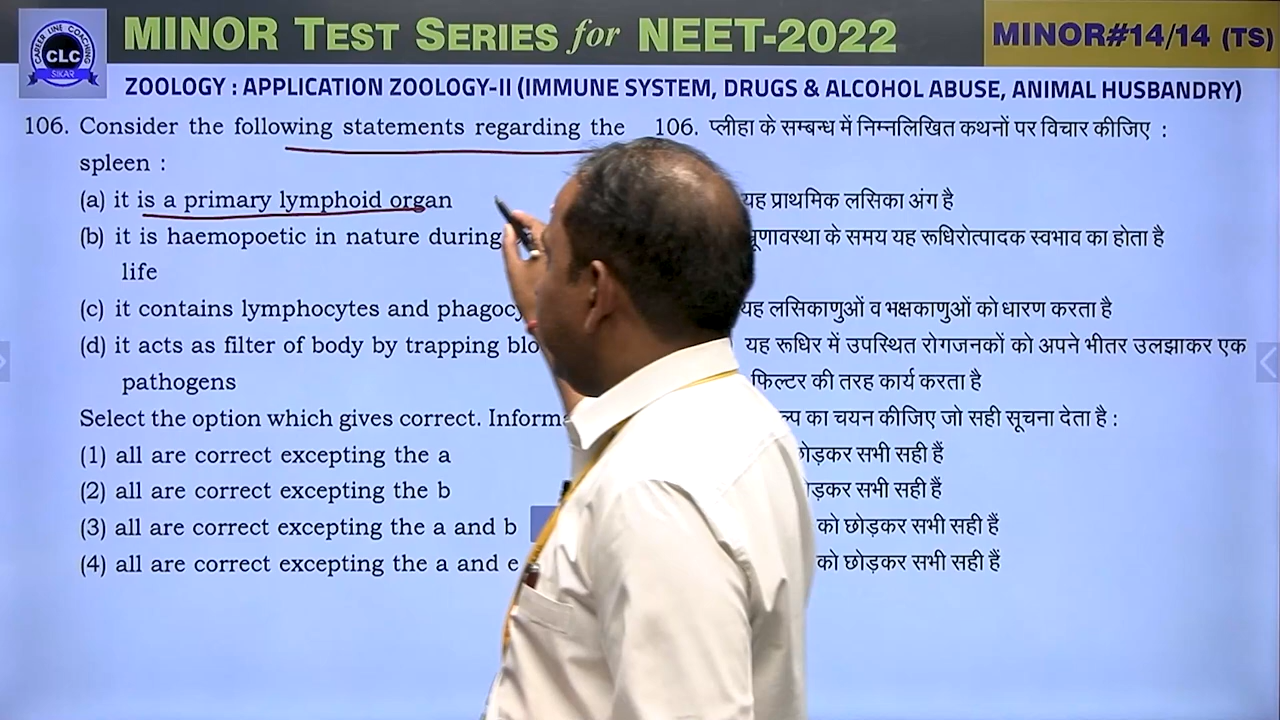 MINOR TEST SERIES for NEET-2022
MINOR#14/14 (TS)
CAREER LINE COACHING
CLC
SIKAR
ZOOLOGY : APPLICATION ZOOLOGY-II (IMMUNE SYSTEM, DRUGS & ALCOHOL ABUSE, ANIMAL HUSBANDRY)
106. Consider the following statements regarding the
spleen :
(a) it is a primary lymphoid organ
(b) it is haemopoetic in nature during
life
(c) it contains lymphocytes and
(d) it acts as filter of body by trapping
pathogens
Select the option which gives correct.
(1) all are correct excepting the a
(2) all are correct excepting the b
(3) all are correct excepting the a and b
(4) all are correct excepting the a and e
106. प्लीहा के सम्बन्ध में निम्नलिखित कथनों पर विचार कीजिए :
यह प्राथमिक लसिका अंग है
के समय यह रूधिरोत्पादक स्वभाव का होता है
यह लसिकाणुओं व भक्षकाणुओं को धारण करता है
यह रूधिर में उपस्थित रोगजनकों को अपने भीतर उलझाकर एक
फिल्टर की तरह कार्य करता है
का चयन कीजिए जो सही सूचना देता है :
सभी सही हैं
सभी सही हैं
को छोड़कर सभी सही हैं
को छोड़कर सभी सही हैं